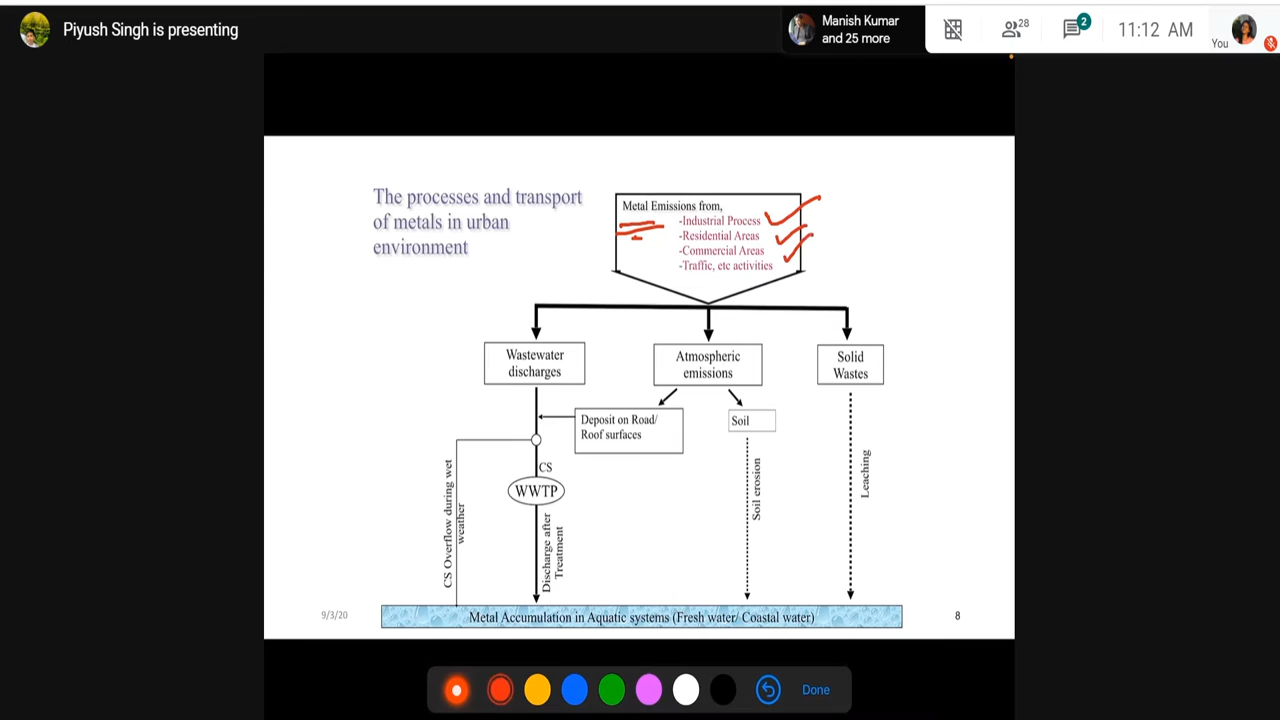 Piyush Singh is presenting
Manish Kumar
and 25 more
28
2
11:12 AM
You
The processes and transport
of metals in urban
environment
Metal Emissions from,
-Industrial Process
-Residential Areas
-Commercial Areas
-Traffic, etc activities
Wastewater
discharges
Atmospheric
emissions
Solid
Wastes
Deposit on Road/
Roof surfaces
Soil
CS
WWTP
CS Overflow during wet
weather
Discharge after
Treatment
Soil erosion
Leaching
Metal Accumulation in Aquatic systems (Fresh water/ Coastal water)
9/3/20
8
Done